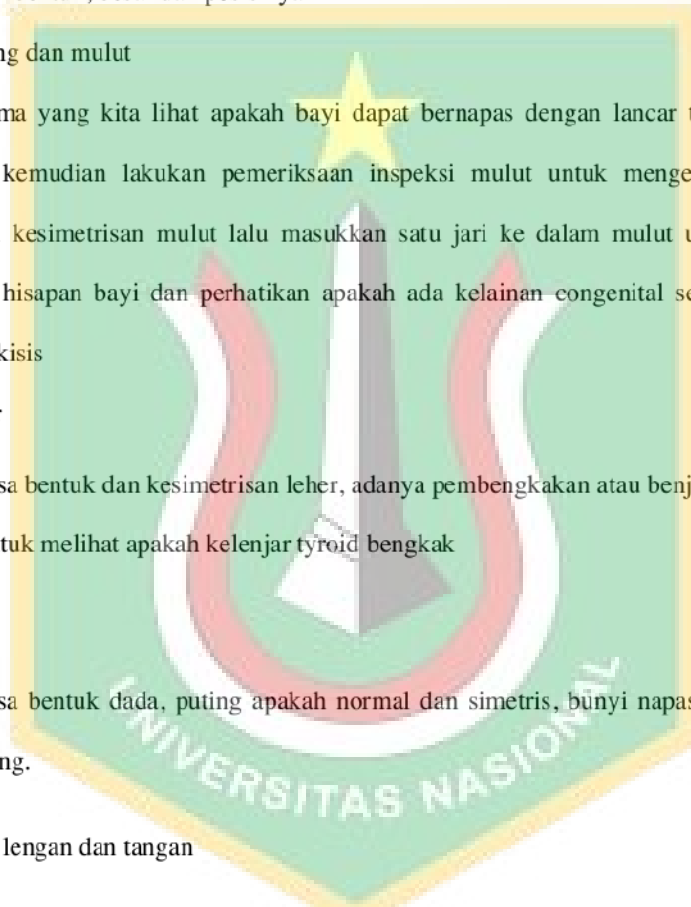 ng dan mulut
ma yang kita lihat apakah bayi dapat bernapas dengan lancar t
kemudian lakukan pemeriksaan inspeksi mulut untuk menge
kesimetrisan mulut lalu masukkan satu jari ke dalam mulut u
hisapan bayi dan perhatikan apakah ada kelainan congenital se
kisis
sa bentuk dan kesimetrisan leher, adanya pembengkakan atau benj
tuk melihat apakah kelenjar tyroid bengkak
sa bentuk dada, puting apakah normal dan simetris, bunyi napas
ng.
lengan dan tangan
UNIVERSITAS NASIONAL